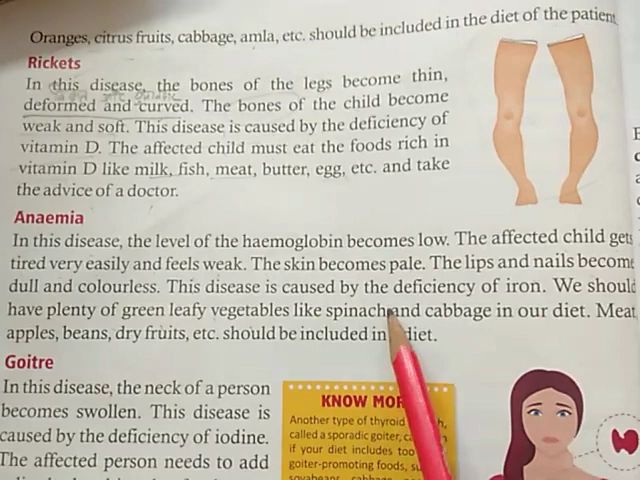 Oranges, citrus fruits, cabbage, amla, etc. should be included in the diet of the patient
Rickets
In this disease, the bones of the legs become thin,
deformed and curved. The bones of the child become
weak and soft. This disease is caused by the deficiency of
vitamin D. The affected child must eat the foods rich in
vitamin D like milk, fish, meat, butter, egg, etc. and take
the advice of a doctor.
Anaemia
In this disease, the level of the haemoglobin becomes low. The affected child gets
tired very easily and feels weak. The skin becomes pale. The lips and nails become
dull and colourless. This disease is caused by the deficiency of iron. We should
have plenty of green leafy vegetables like spinach and cabbage in our diet. Meat,
apples, beans, dry fruits, etc. should be included in diet.
Goitre
In this disease, the neck of a person
becomes swollen. This disease is
caused by the deficiency of iodine.
The affected person needs to add
KNOW MOR
Another type of thyroid
called a sporadic goiter,
if your diet includes too
goiter-promoting foods,
soyabeans, cabbage